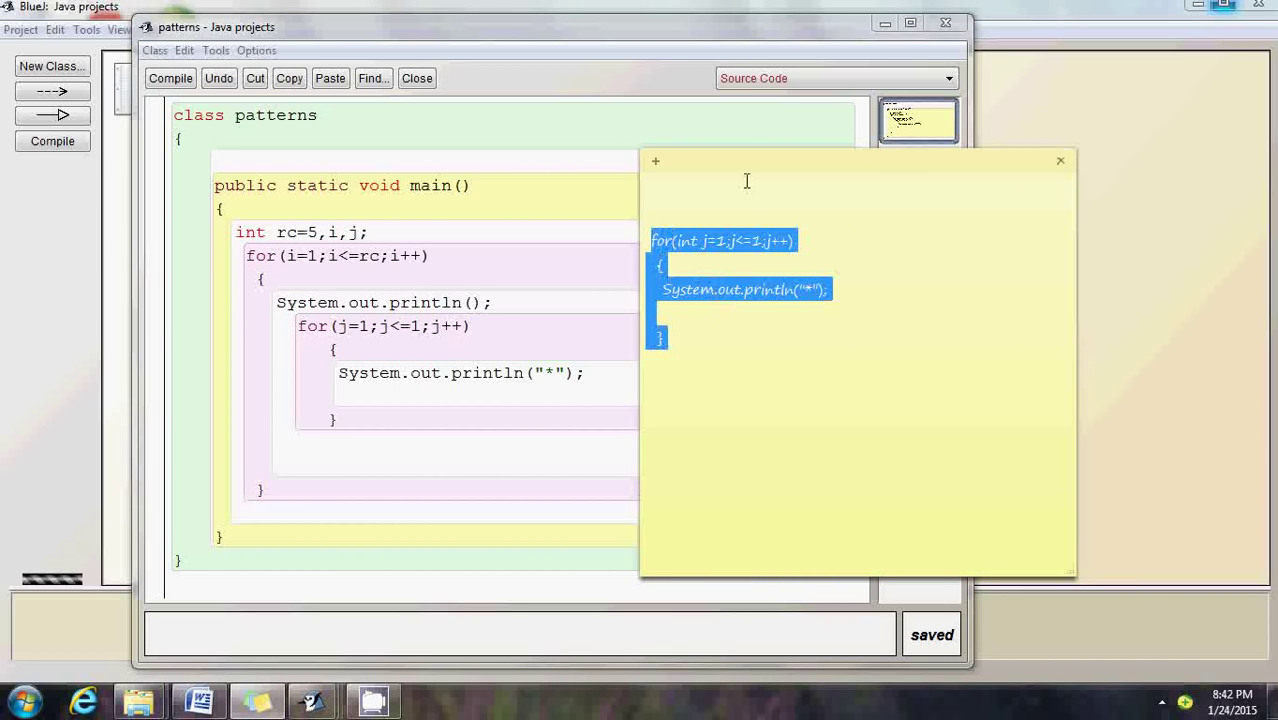 BlueJ: Java projects
Project Edit Tools View
New Class...
Compile
patterns - Java projects
Class Edit Tools Options
Compile Undo Cut Copy Paste Find... Close
Source Code
class patterns
{
public static void main()
{
int rc=5,i,j;
for(i=1;i<=rc;i++)
{
System.out.println();
for(j=1;j<=1;j++)
{
System.out.println("*");
}
}
}
}
+
for(int j=1;j<=1;j++)
{
System.out.println("*");
}
saved
8:42 PM
1/24/2015